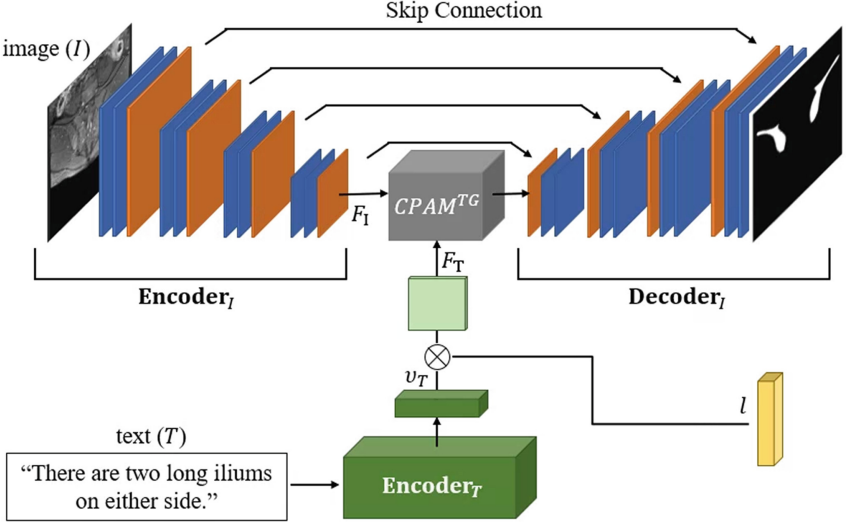 Skip Connection
image (I)
F_I
CPAM^{TG}
F_T
Encoder_I
Decoder_I
υ_T
l
text (T)
“There are two long iliums
on either side.”
Encoder_T